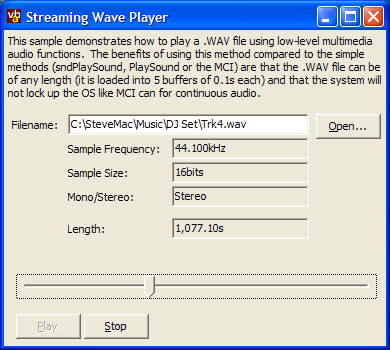 Streaming Wave Player
This sample demonstrates how to play a .WAV file using low-level multimedia
audio functions. The benefits of using this method compared to the simple
methods (sndPlaySound, PlaySound or the MCI) are that the .WAV file can be
of any length (it is loaded into 5 buffers of 0.1s each) and that the system will
not lock up the OS like MCI can for continuous audio.
Filename: C:\SteveMac\Music\DJ Set\Trk4.wav Open...
Sample Frequency: 44.100kHz
Sample Size: 16bits
Mono/Stereo: Stereo
Length: 1,077.10s
Play Stop